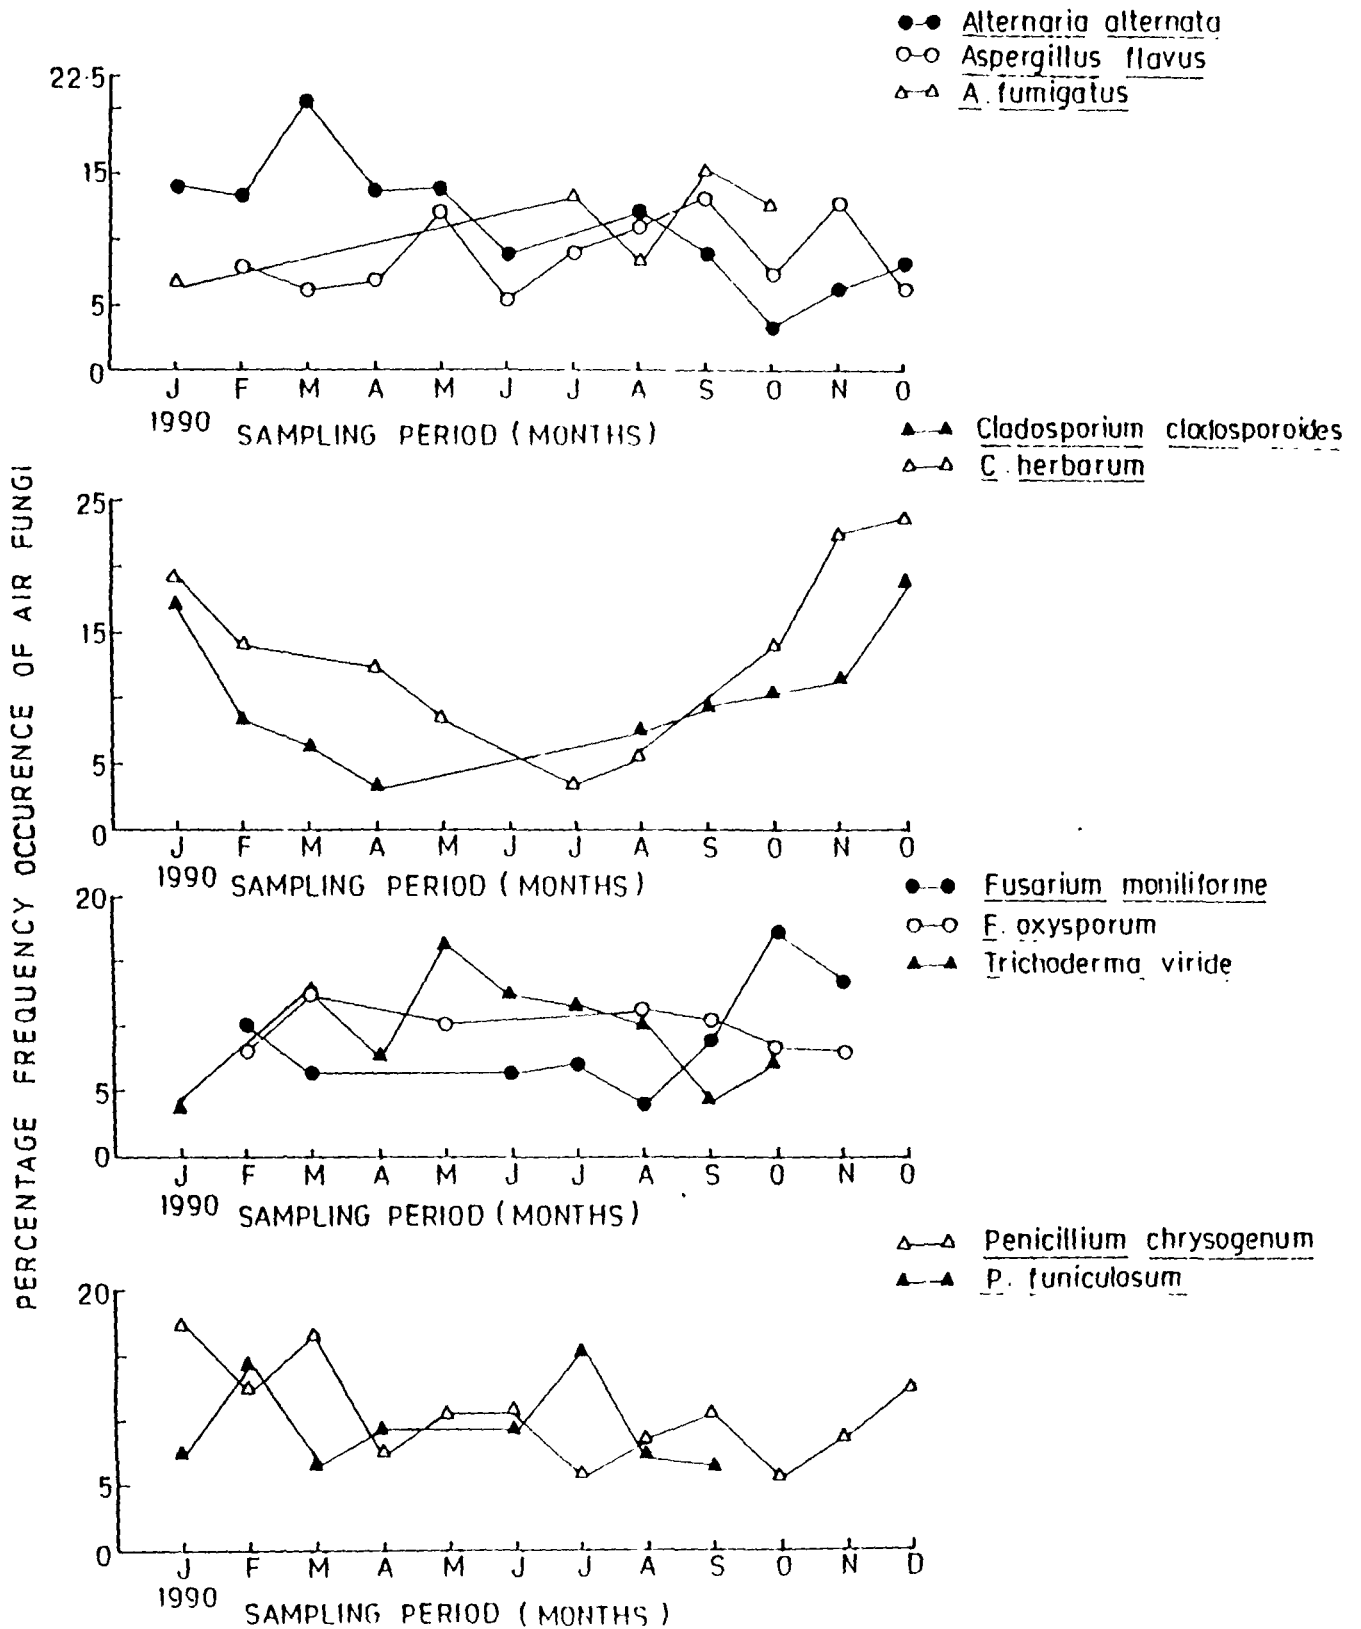 Alternaria alternata
Aspergillus flavus
A. fumigatus
22·5
15
5
0
J F M A M J J A S O N O
1990 SAMPLING PERIOD (MONTHS)
Cladosporium cladosporoides
C. herbarum
25
15
5
0
J F M A M J J A S O N O
1990 SAMPLING PERIOD (MONTHS)
Fusarium moniliforme
F. oxysporum
Trichoderma viride
20
5
0
J F M A M J J A S O N O
1990 SAMPLING PERIOD (MONTHS)
Penicillium chrysogenum
P. funiculosum
20
5
0
J F M A M J J A S O N D
1990 SAMPLING PERIOD (MONTHS)
PERCENTAGE FREQUENCY OCCURENCE OF AIR FUNGI